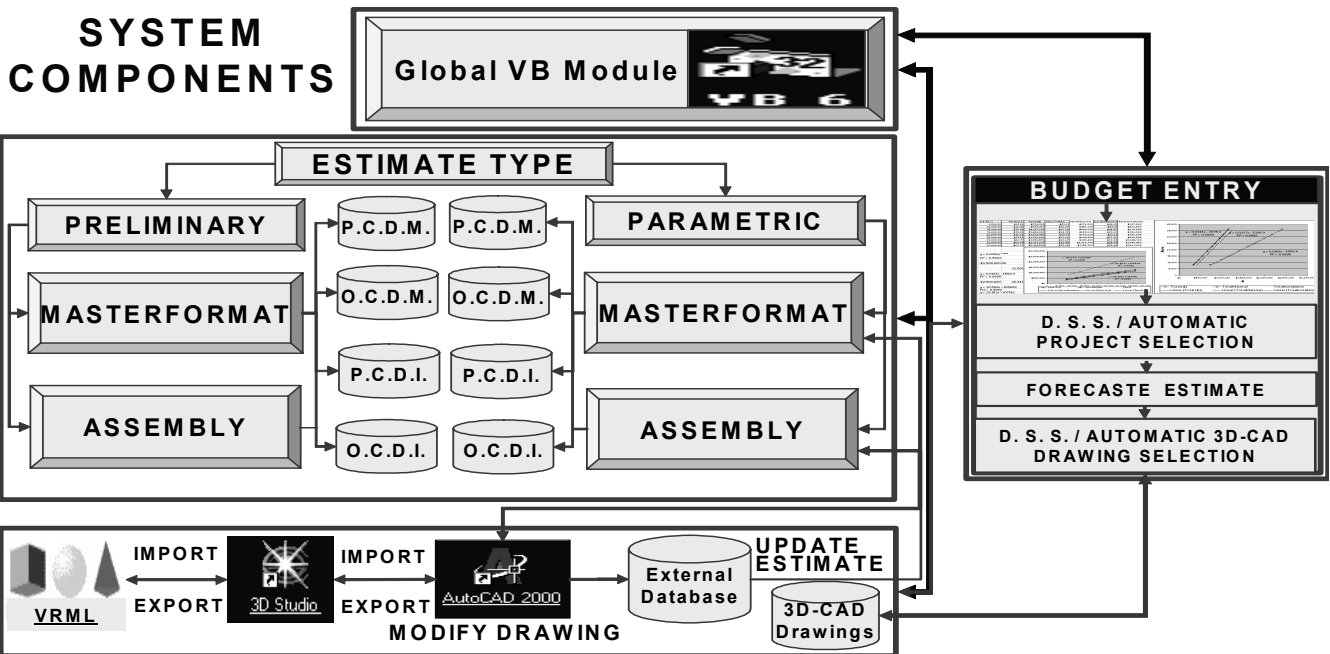 SYSTEM
COMPONENTS
Global VB Module
VB 6
ESTIMATE TYPE
PRELIMINARY
P.C.D.M.
P.C.D.M.
PARAMETRIC
MASTERFORMAT
O.C.D.M.
O.C.D.M.
MASTERFORMAT
P.C.D.I.
P.C.D.I.
ASSEMBLY
O.C.D.I.
O.C.D.I.
ASSEMBLY
BUDGET ENTRY
D. S. S. / AUTOMATIC
PROJECT SELECTION
FORECASTE ESTIMATE
D. S. S. / AUTOMATIC 3D-CAD
DRAWING SELECTION
VRML
IMPORT
EXPORT
3D Studio
IMPORT
EXPORT
AutoCAD 2000
MODIFY DRAWING
External
Database
UPDATE
ESTIMATE
3D-CAD
Drawings